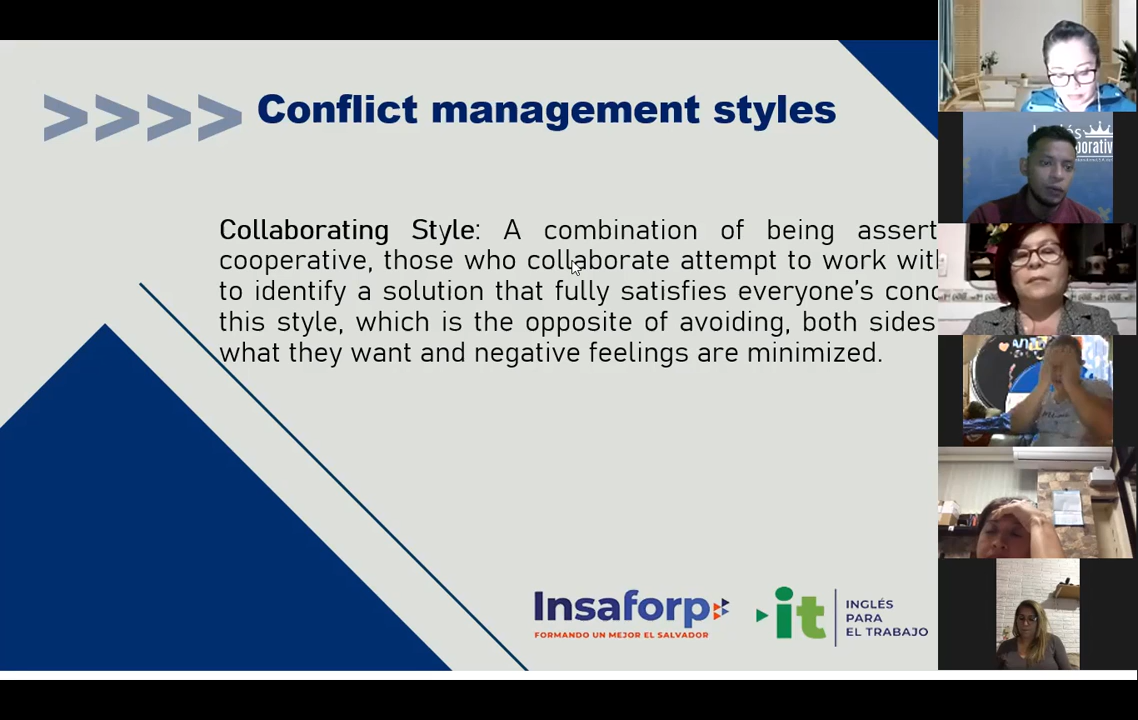 >>>> Conflict management styles
Collaborating Style: A combination of being assert
cooperative, those who collaborate attempt to work wit
to identify a solution that fully satisfies everyone's conc
this style, which is the opposite of avoiding, both sides
what they want and negative feelings are minimized.
Insaforp
FORMANDO UN MEJOR EL SALVADOR
it
INGLÉS
PARA
EL TRABAJO